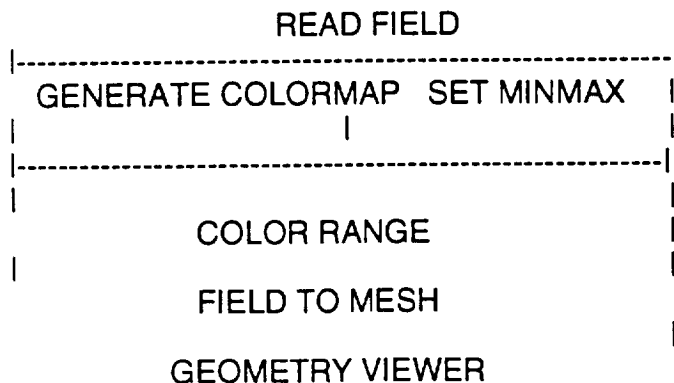 READ FIELD
GENERATE COLORMAP SET MINMAX
COLOR RANGE
FIELD TO MESH
GEOMETRY VIEWER